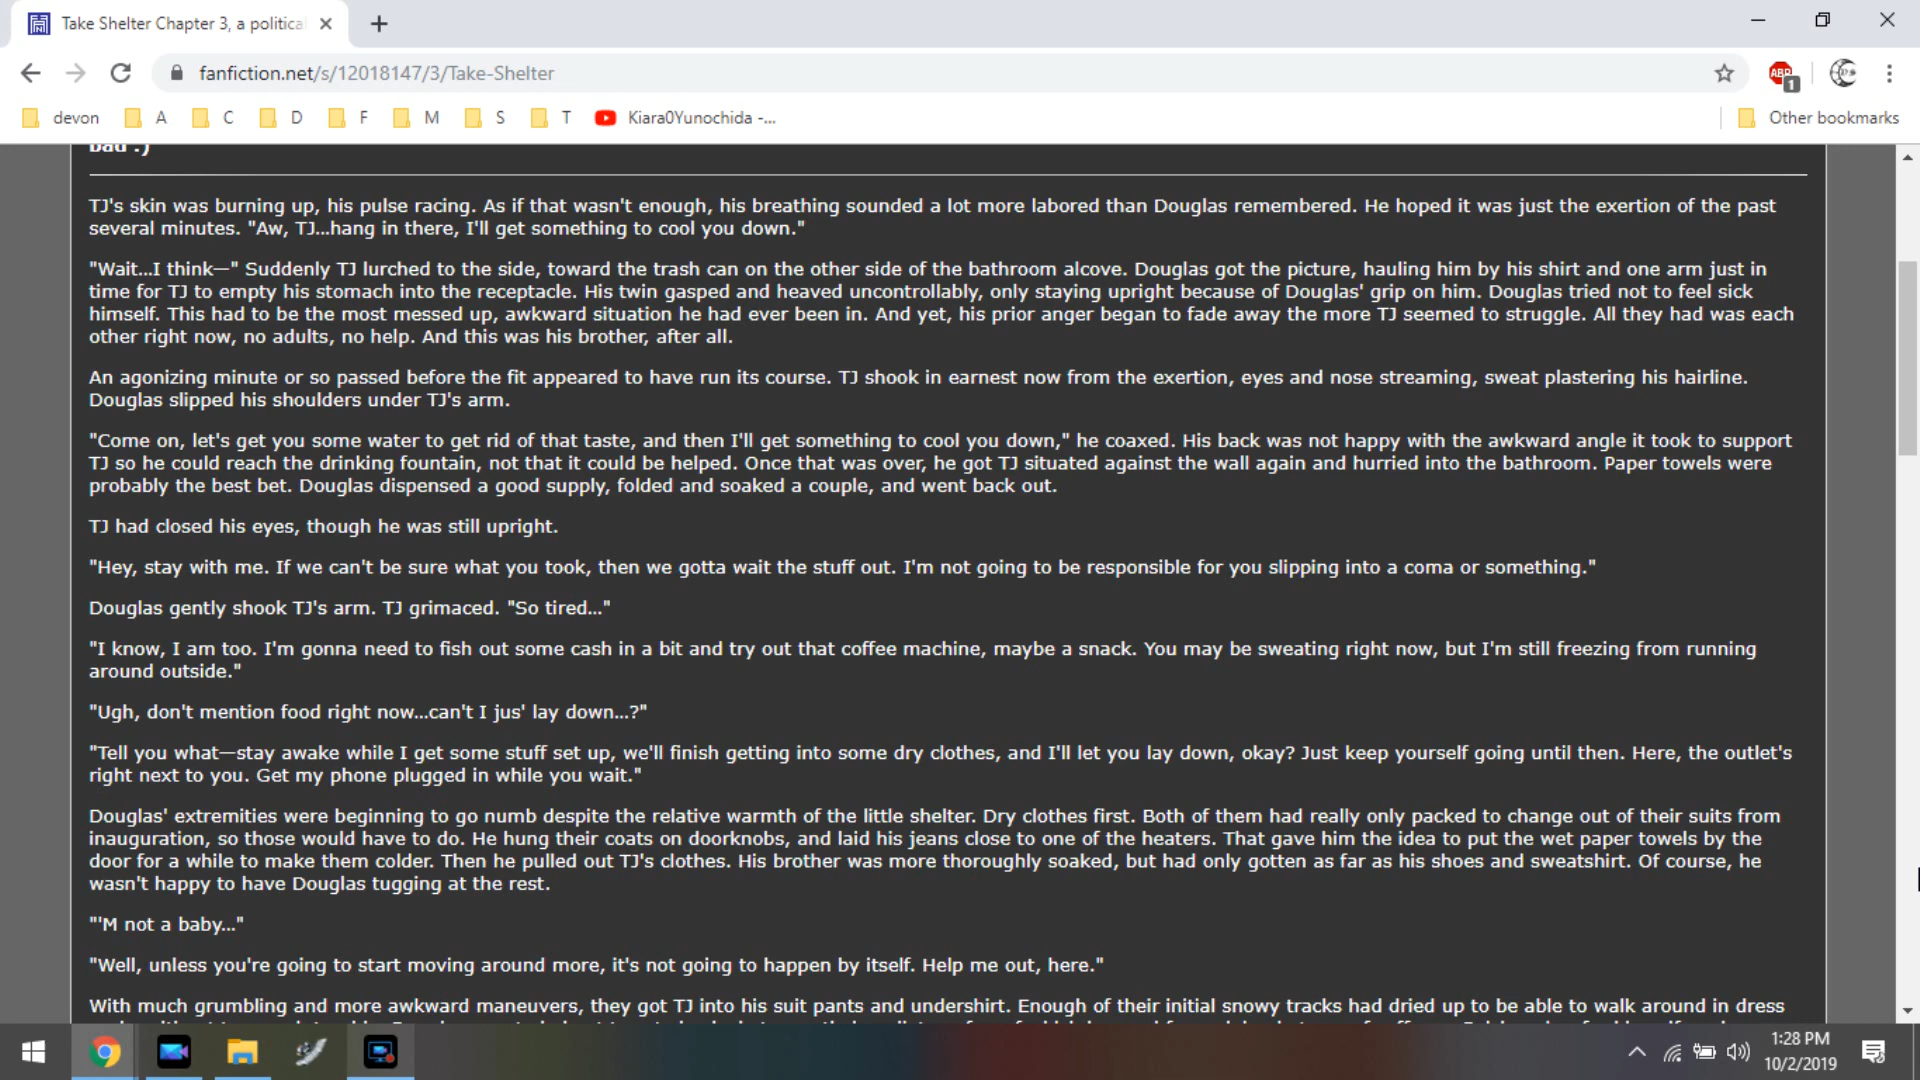 Take Shelter Chapter 3, a politica
fanfiction.net/s/12018147/3/Take-Shelter
ABP
1
devon
A
C
D
F
M
S
T
Kiara0Yunochida -...
Other bookmarks
bad :)
TJ's skin was burning up, his pulse racing. As if that wasn't enough, his breathing sounded a lot more labored than Douglas remembered. He hoped it was just the exertion of the past
several minutes. "Aw, TJ...hang in there, I'll get something to cool you down."
"Wait...I think—" Suddenly TJ lurched to the side, toward the trash can on the other side of the bathroom alcove. Douglas got the picture, hauling him by his shirt and one arm just in
time for TJ to empty his stomach into the receptacle. His twin gasped and heaved uncontrollably, only staying upright because of Douglas' grip on him. Douglas tried not to feel sick
himself. This had to be the most messed up, awkward situation he had ever been in. And yet, his prior anger began to fade away the more TJ seemed to struggle. All they had was each
other right now, no adults, no help. And this was his brother, after all.
An agonizing minute or so passed before the fit appeared to have run its course. TJ shook in earnest now from the exertion, eyes and nose streaming, sweat plastering his hairline.
Douglas slipped his shoulders under TJ's arm.
"Come on, let's get you some water to get rid of that taste, and then I'll get something to cool you down," he coaxed. His back was not happy with the awkward angle it took to support
TJ so he could reach the drinking fountain, not that it could be helped. Once that was over, he got TJ situated against the wall again and hurried into the bathroom. Paper towels were
probably the best bet. Douglas dispensed a good supply, folded and soaked a couple, and went back out.
TJ had closed his eyes, though he was still upright.
"Hey, stay with me. If we can't be sure what you took, then we gotta wait the stuff out. I'm not going to be responsible for you slipping into a coma or something."
Douglas gently shook TJ's arm. TJ grimaced. "So tired..."
"I know, I am too. I'm gonna need to fish out some cash in a bit and try out that coffee machine, maybe a snack. You may be sweating right now, but I'm still freezing from running
around outside."
"Ugh, don't mention food right now...can't I jus' lay down...?"
"Tell you what—stay awake while I get some stuff set up, we'll finish getting into some dry clothes, and I'll let you lay down, okay? Just keep yourself going until then. Here, the outlet's
right next to you. Get my phone plugged in while you wait."
Douglas' extremities were beginning to go numb despite the relative warmth of the little shelter. Dry clothes first. Both of them had really only packed to change out of their suits from
inauguration, so those would have to do. He hung their coats on doorknobs, and laid his jeans close to one of the heaters. That gave him the idea to put the wet paper towels by the
door for a while to make them colder. Then he pulled out TJ's clothes. His brother was more thoroughly soaked, but had only gotten as far as his shoes and sweatshirt. Of course, he
wasn't happy to have Douglas tugging at the rest.
"'M not a baby..."
"Well, unless you're going to start moving around more, it's not going to happen by itself. Help me out, here."
With much grumbling and more awkward maneuvers, they got TJ into his suit pants and undershirt. Enough of their initial snowy tracks had dried up to be able to walk around in dress
1:28 PM
10/2/2019